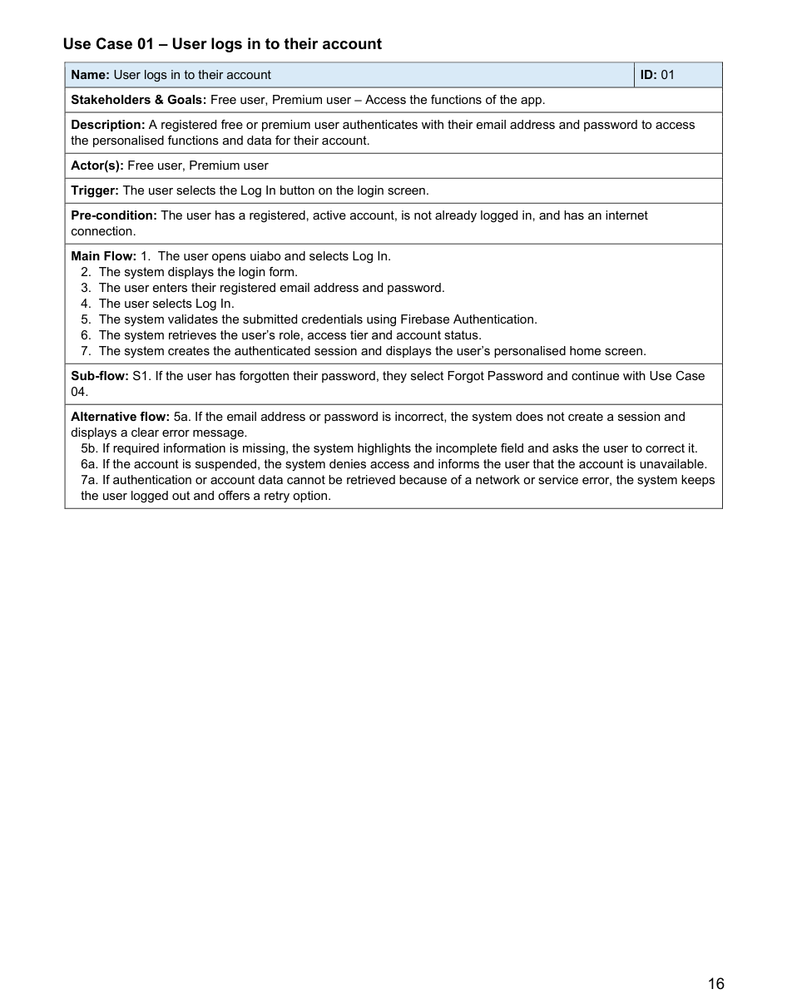 Use Case 01 – User logs in to their account
Name: User logs in to their account
ID: 01
Stakeholders & Goals: Free user, Premium user – Access the functions of the app.
Description: A registered free or premium user authenticates with their email address and password to access
the personalised functions and data for their account.
Actor(s): Free user, Premium user
Trigger: The user selects the Log In button on the login screen.
Pre-condition: The user has a registered, active account, is not already logged in, and has an internet
connection.
Main Flow: 1. The user opens uiabo and selects Log In.
2. The system displays the login form.
3. The user enters their registered email address and password.
4. The user selects Log In.
5. The system validates the submitted credentials using Firebase Authentication.
6. The system retrieves the user’s role, access tier and account status.
7. The system creates the authenticated session and displays the user’s personalised home screen.
Sub-flow: S1. If the user has forgotten their password, they select Forgot Password and continue with Use Case
04.
Alternative flow: 5a. If the email address or password is incorrect, the system does not create a session and
displays a clear error message.
5b. If required information is missing, the system highlights the incomplete field and asks the user to correct it.
6a. If the account is suspended, the system denies access and informs the user that the account is unavailable.
7a. If authentication or account data cannot be retrieved because of a network or service error, the system keeps
the user logged out and offers a retry option.
16